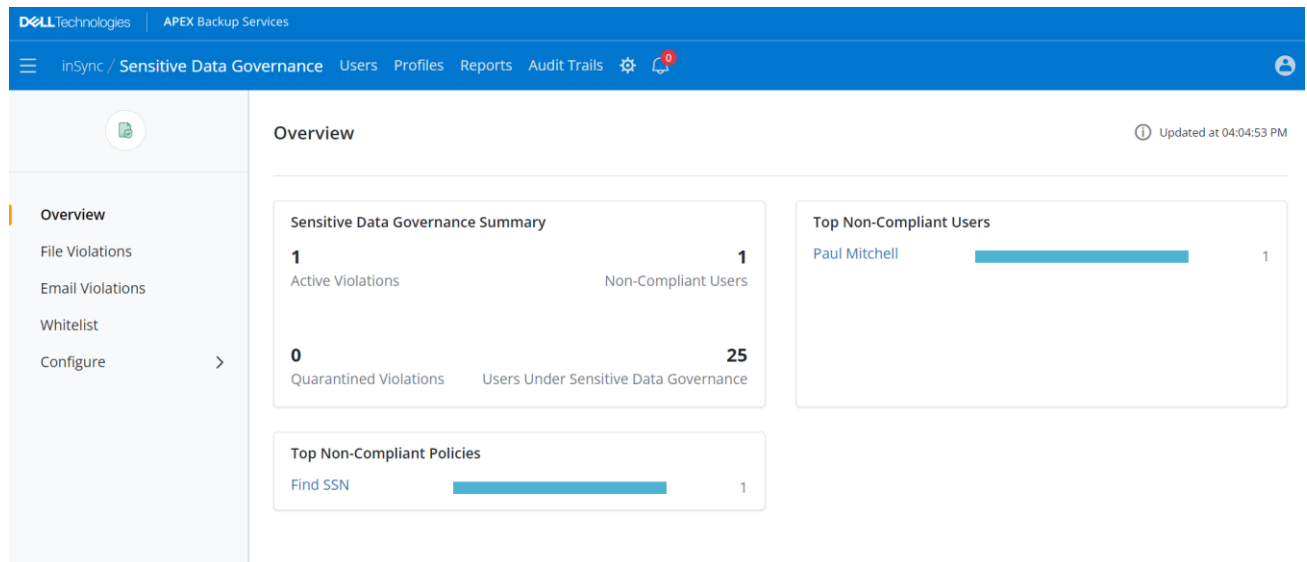 DELLTechnologies APEX Backup Services
inSync / Sensitive Data Governance Users Profiles Reports Audit Trails 0
Overview
Updated at 04:04:53 PM
Overview
File Violations
Email Violations
Whitelist
Configure
Sensitive Data Governance Summary
1
Active Violations
1
Non-Compliant Users
0
Quarantined Violations
25
Users Under Sensitive Data Governance
Top Non-Compliant Users
Paul Mitchell 1
Top Non-Compliant Policies
Find SSN 1